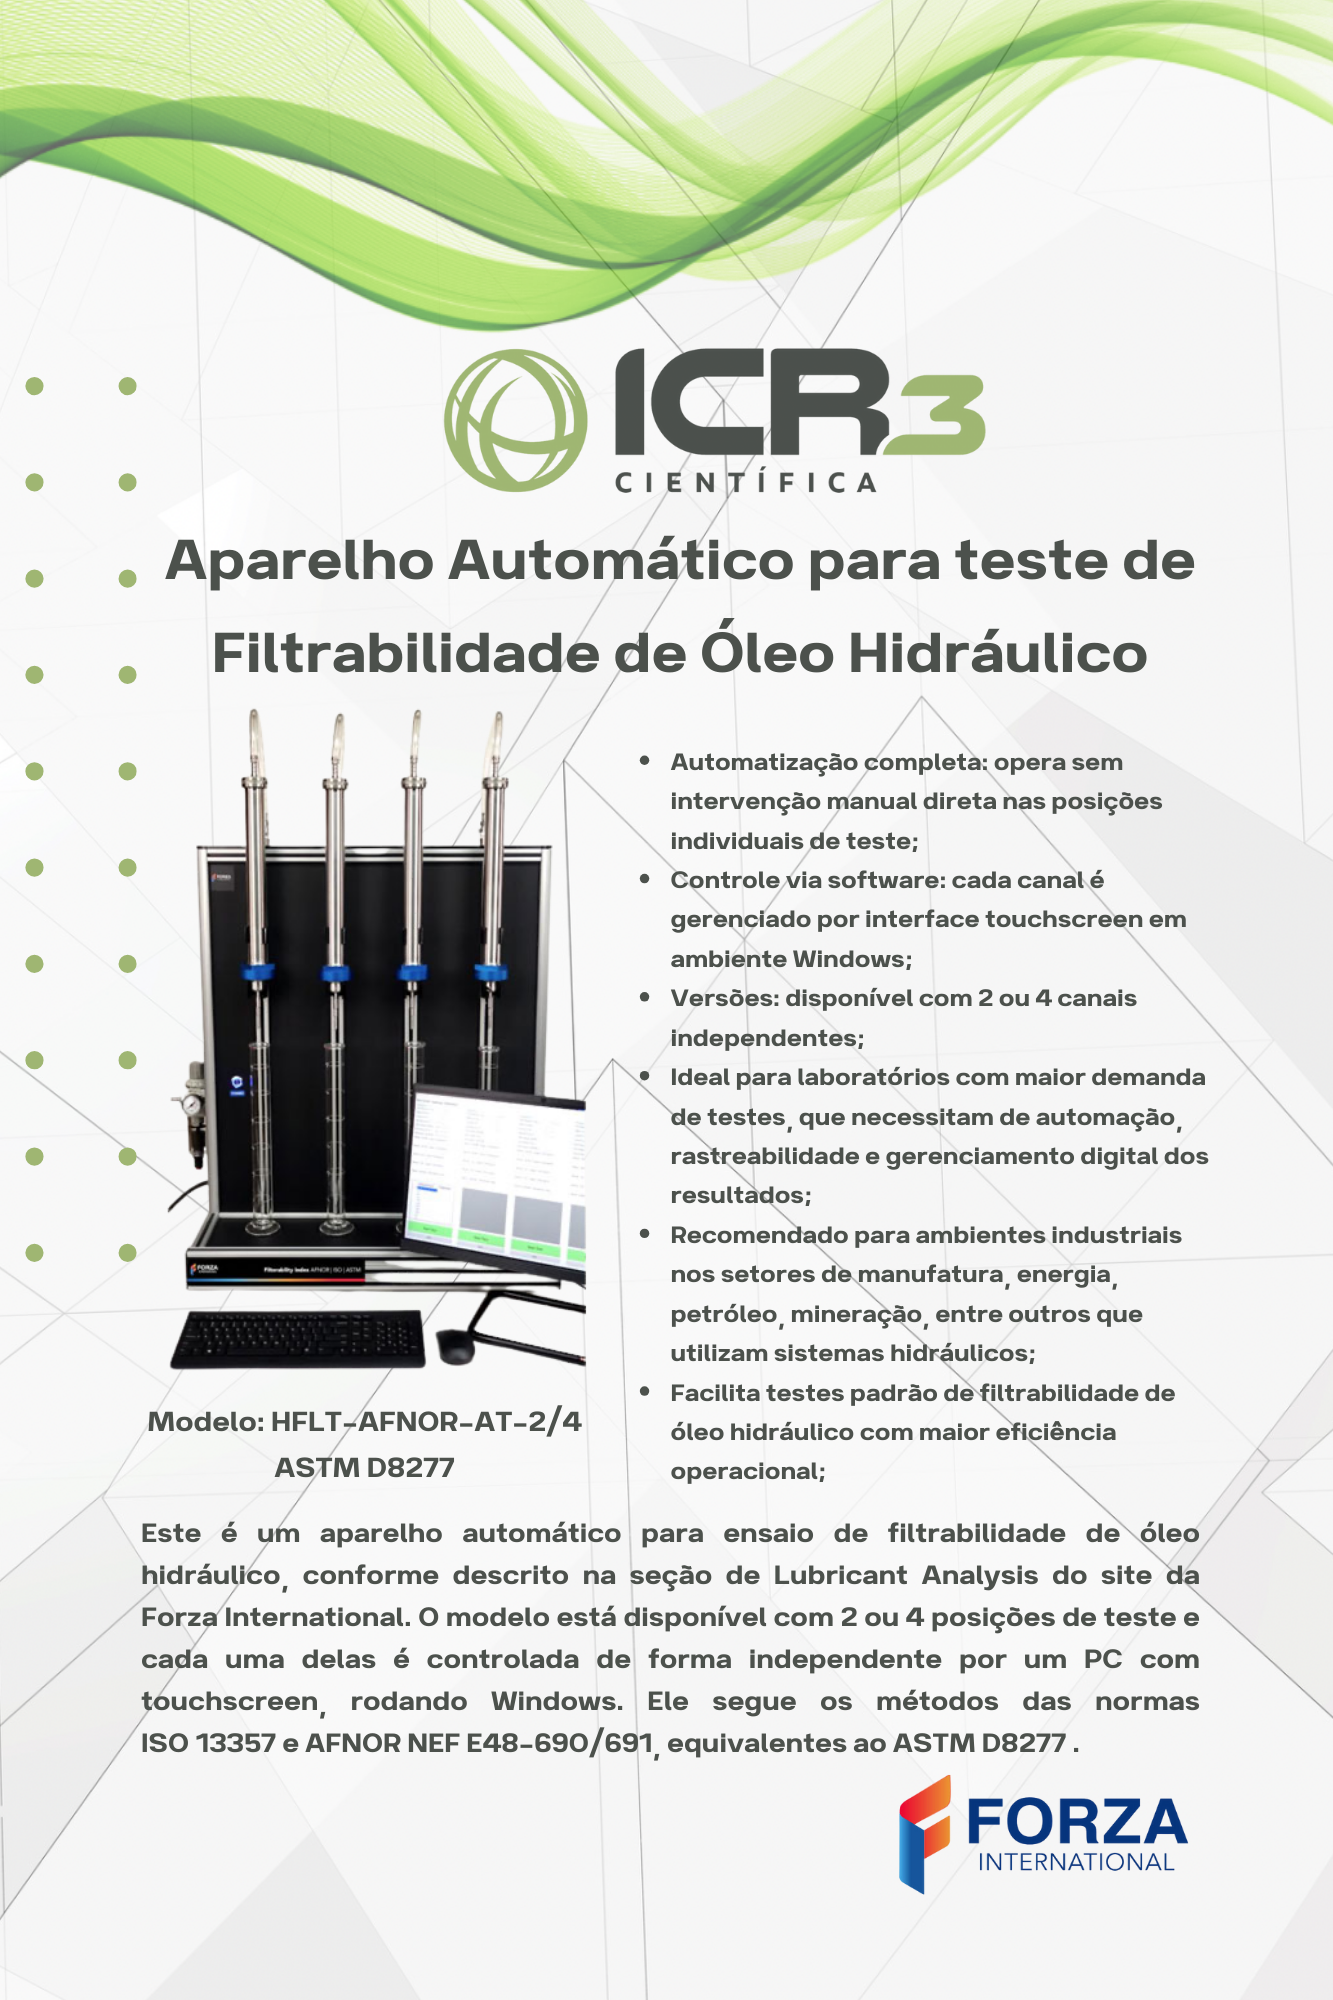 ICR3
CIENTÍFICA
Aparelho Automático para teste de
Filtrabilidade de Óleo Hidráulico
• Automatização completa: opera sem
intervenção manual direta nas posições
individuais de teste;
• Controle via software: cada canal é
gerenciado por interface touchscreen em
ambiente Windows;
• Versões: disponível com 2 ou 4 canais
independentes;
• Ideal para laboratórios com maior demanda
de testes, que necessitam de automação,
rastreabilidade e gerenciamento digital dos
resultados;
• Recomendado para ambientes industriais
nos setores de manufatura, energia,
petróleo, mineração, entre outros que
utilizam sistemas hidráulicos;
• Facilita testes padrão de filtrabilidade de
óleo hidráulico com maior eficiência
operacional;
FORZA
Filterability Index AFNOR | ISO | ASTM
Modelo: HFLT-AFNOR-AT-2/4
ASTM D8277
Este é um aparelho automático para ensaio de filtrabilidade de óleo
hidráulico, conforme descrito na seção de Lubricant Analysis do site da
Forza International. O modelo está disponível com 2 ou 4 posições de teste e
cada uma delas é controlada de forma independente por um PC com
touchscreen, rodando Windows. Ele segue os métodos das normas
ISO 13357 e AFNOR NEF E48-690/691, equivalentes ao ASTM D8277 .
FORZA
INTERNATIONAL